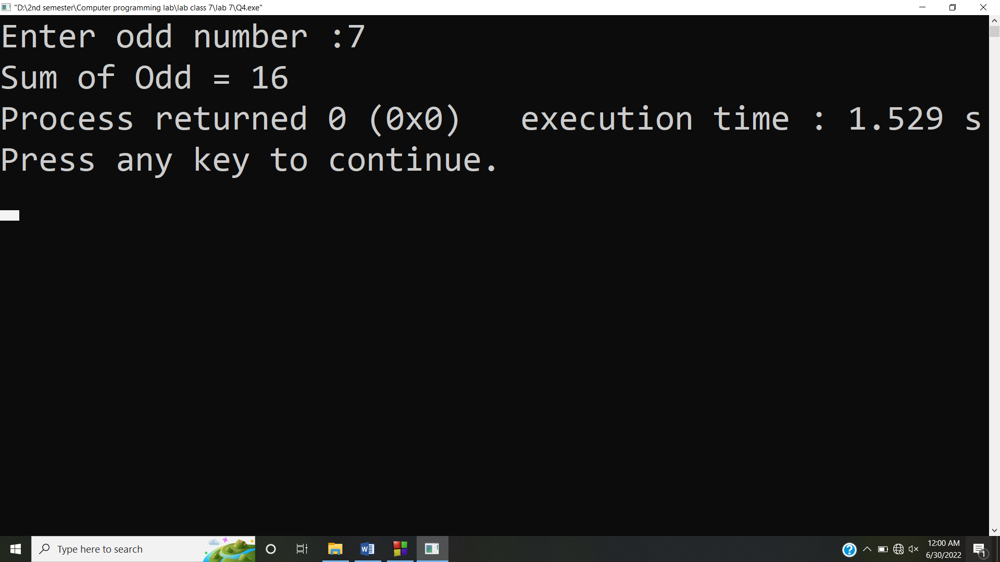 "D:\2nd semester\Computer programming lab\lab class 7\lab 7\Q4.exe"
Enter odd number :7
Sum of Odd = 16
Process returned 0 (0x0)   execution time : 1.529 s
Press any key to continue.
Type here to search
12:00 AM
6/30/2022
1